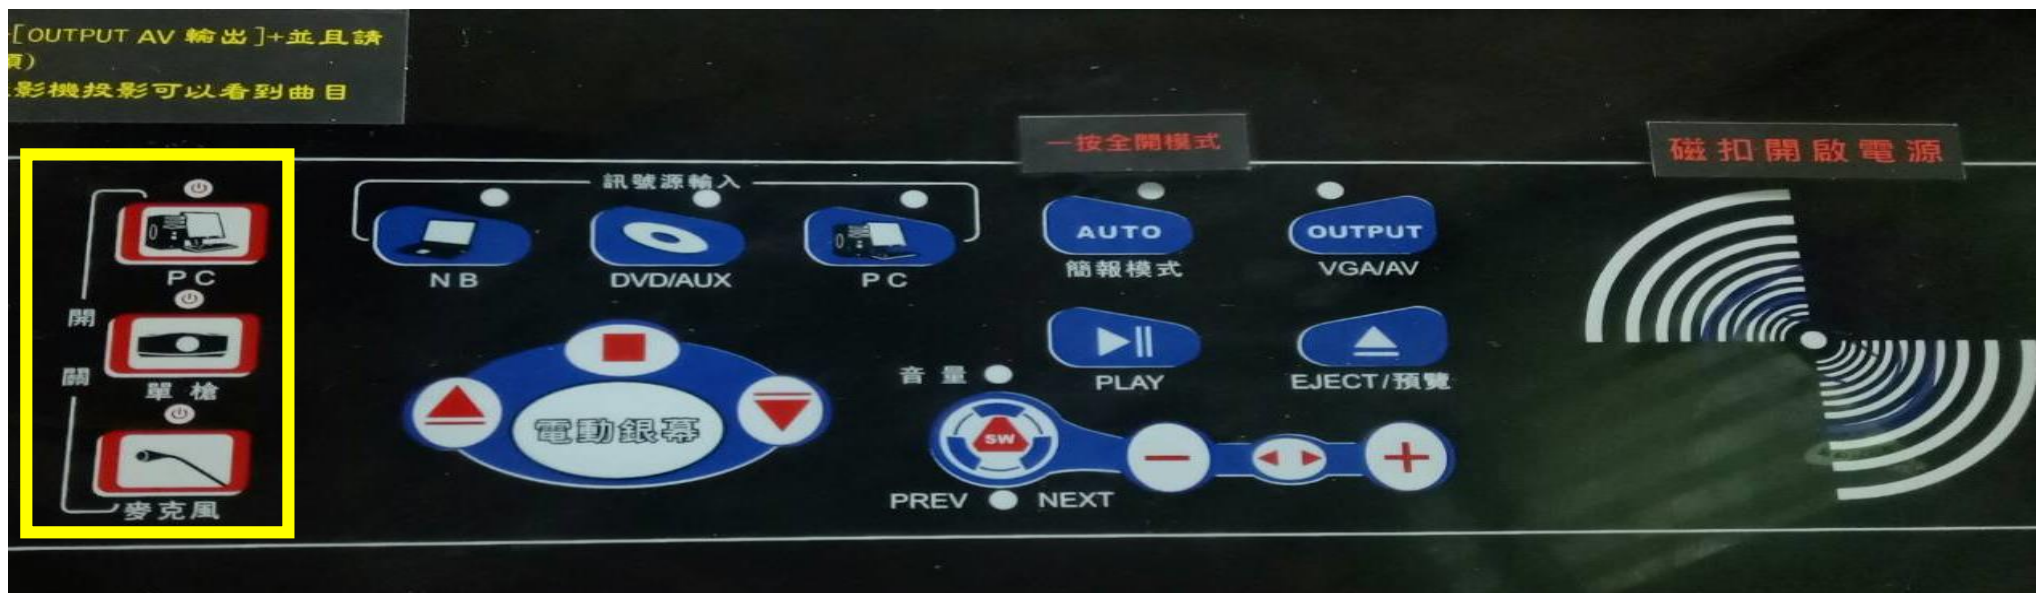 [OUTPUT AV 輸出]+並且請
影機投影可以看到曲目
一按全開模式
磁扣開啟電源
訊號源輸入
PC
NB
DVD/AUX
PC
AUTO
簡報模式
OUTPUT
VGA/AV
開
單槍
關
麥克風
電動銀幕
PLAY
EJECT/預覽
音量
SW
PREV
NEXT